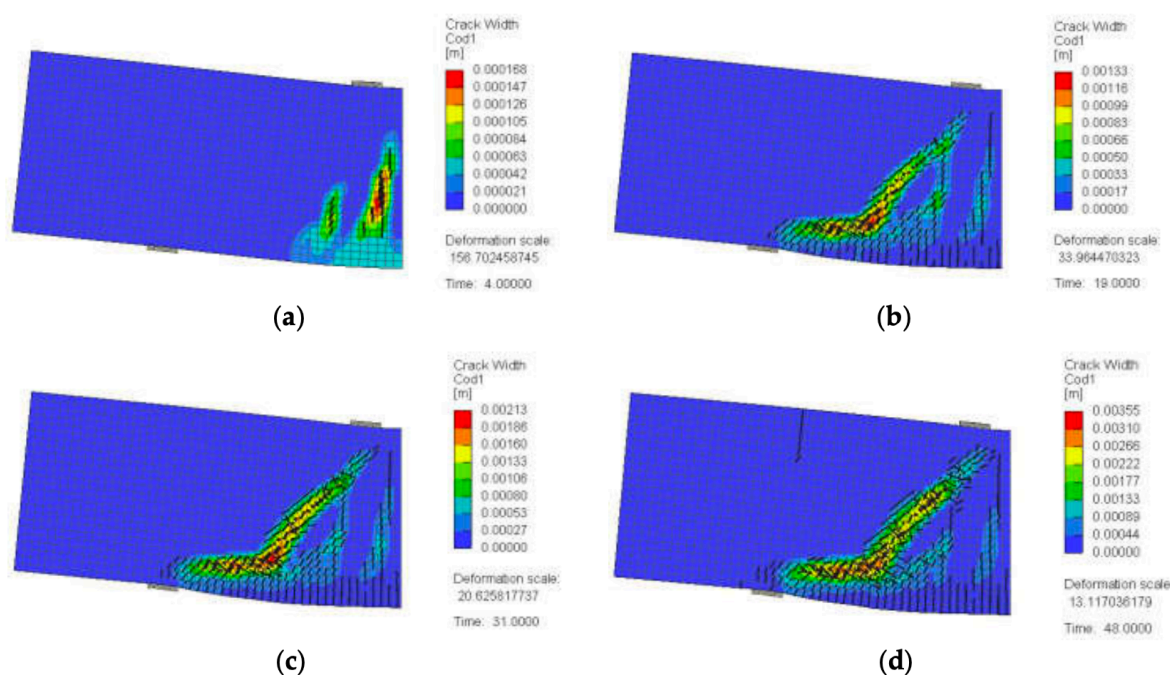 Crack Width
Cod1
[m]
0.000168
0.000147
0.000126
0.000105
0.000084
0.000063
0.000042
0.000021
0.000000
Deformation scale:
156.702458745
Time: 4.00000
(a)
Crack Width
Cod1
[m]
0.00133
0.00116
0.00099
0.00083
0.00066
0.00050
0.00033
0.00017
0.00000
Deformation scale:
33.964470323
Time: 19.0000
(b)
Crack Width
Cod1
[m]
0.00213
0.00186
0.00160
0.00133
0.00106
0.00080
0.00053
0.00027
0.00000
Deformation scale:
20.625817737
Time: 31.0000
(c)
Crack Width
Cod1
[m]
0.00355
0.00310
0.00266
0.00222
0.00177
0.00133
0.00089
0.00044
0.00000
Deformation scale:
13.117036179
Time: 48.0000
(d)